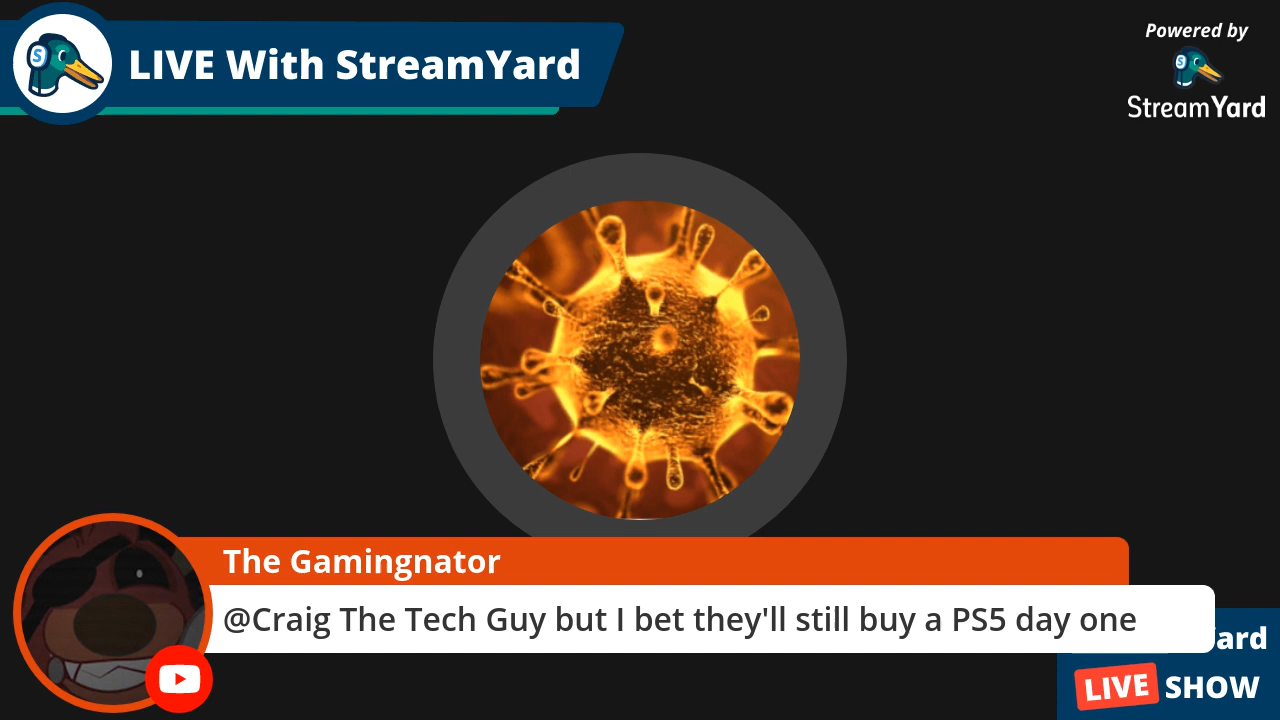 LIVE With StreamYard
Powered by
StreamYard
The Gamingnator
@Craig The Tech Guy but I bet they'll still buy a PS5 day one
LIVE SHOW